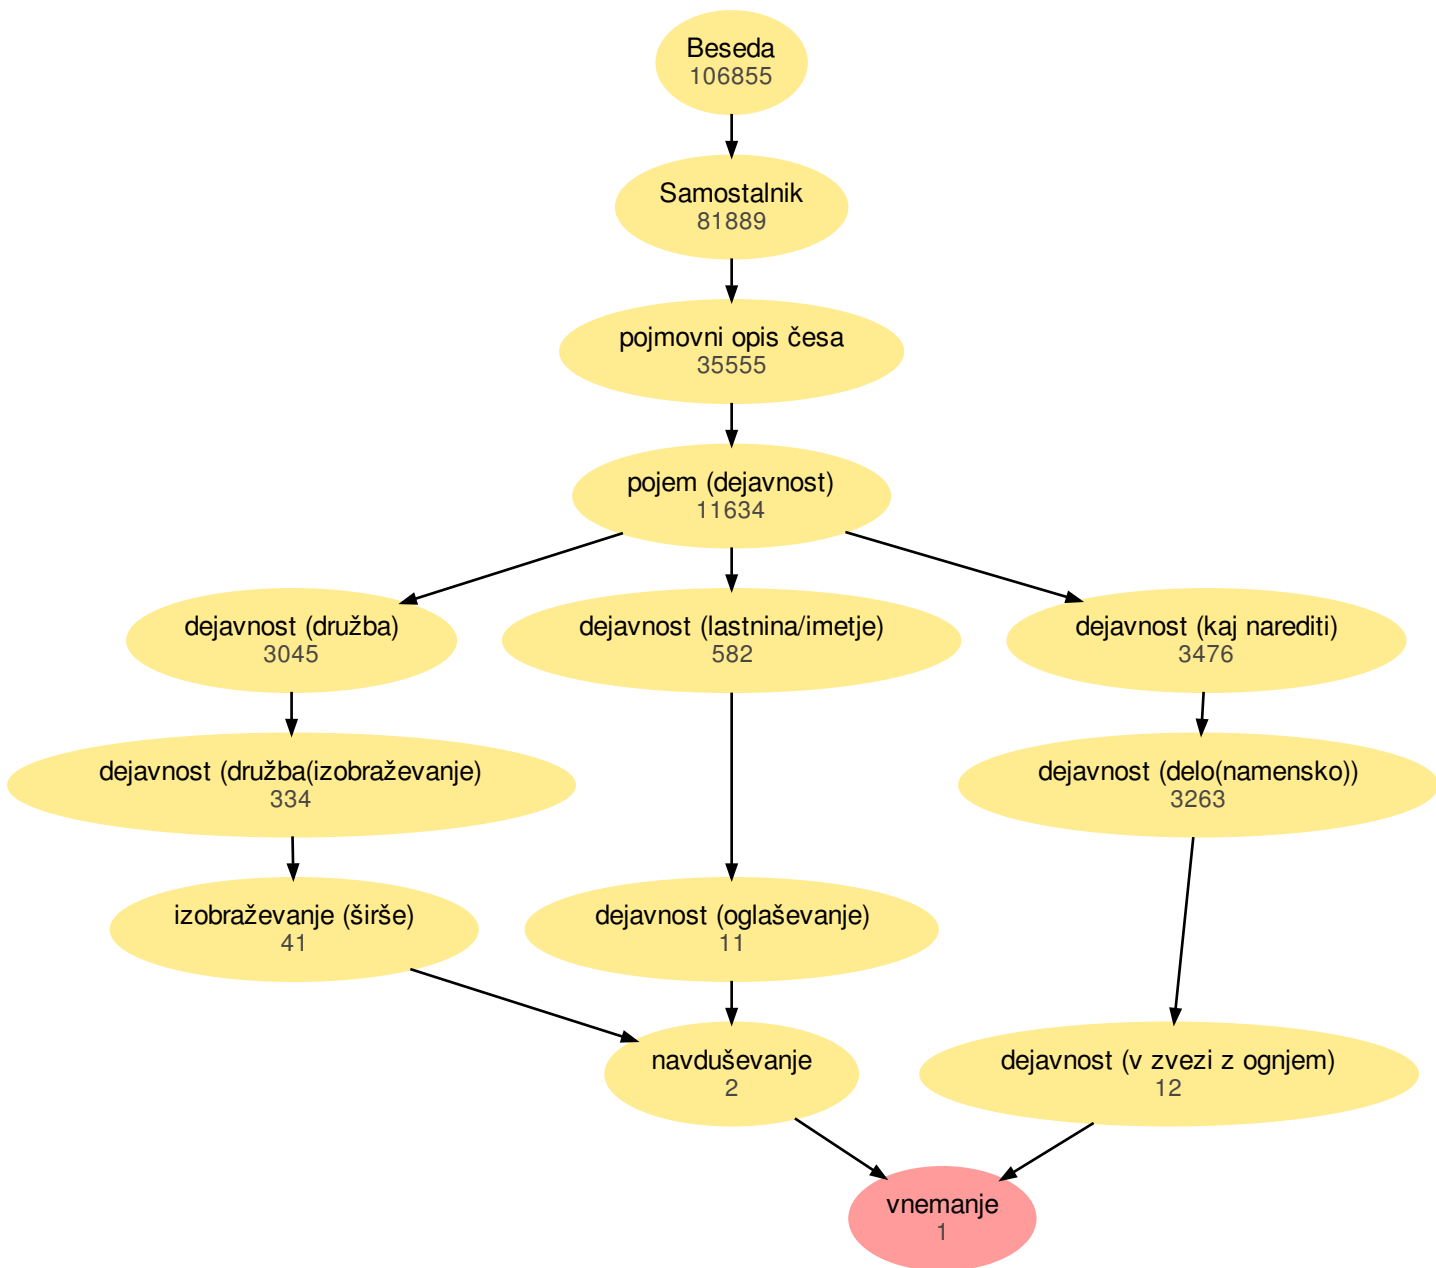 Beseda
106855
Samostalnik
81889
pojmovni opis česa
35555
pojem (dejavnost)
11634
dejavnost (družba)
3045
dejavnost (lastnina/imetje)
582
dejavnost (kaj narediti)
3476
dejavnost (družba(izobraževanje)
334
dejavnost (delo(namensko))
3263
izobraževanje (širše)
41
dejavnost (oglaševanje)
11
navduševanje
2
dejavnost (v zvezi z ognjem)
12
vnemanje
1